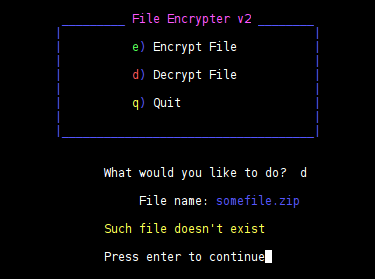 File Encrypter v2
e) Encrypt File
d) Decrypt File
q) Quit
What would you like to do?  d
File name: somefile.zip
Such file doesn't exist
Press enter to continue